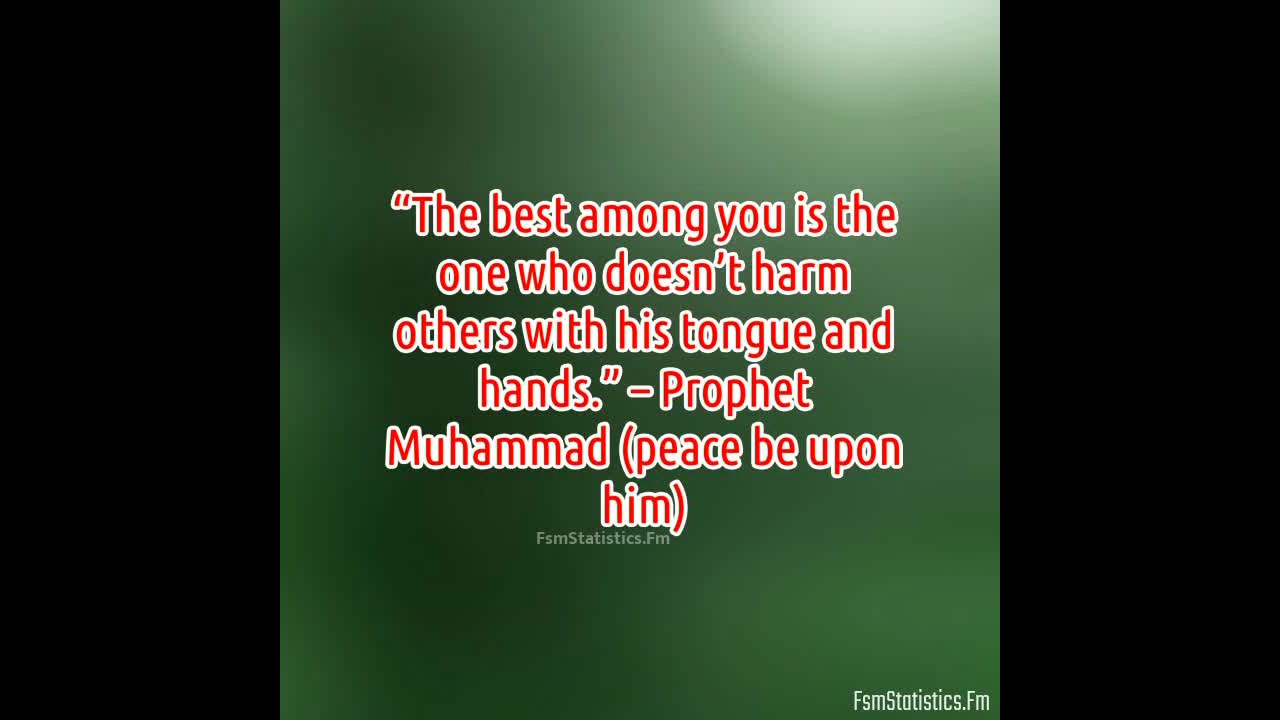 “The best among you is the
one who doesn’t harm
others with his tongue and
hands.” – Prophet
Muhammad (peace be upon
him)
FsmStatistics.Fm
FsmStatistics.Fm